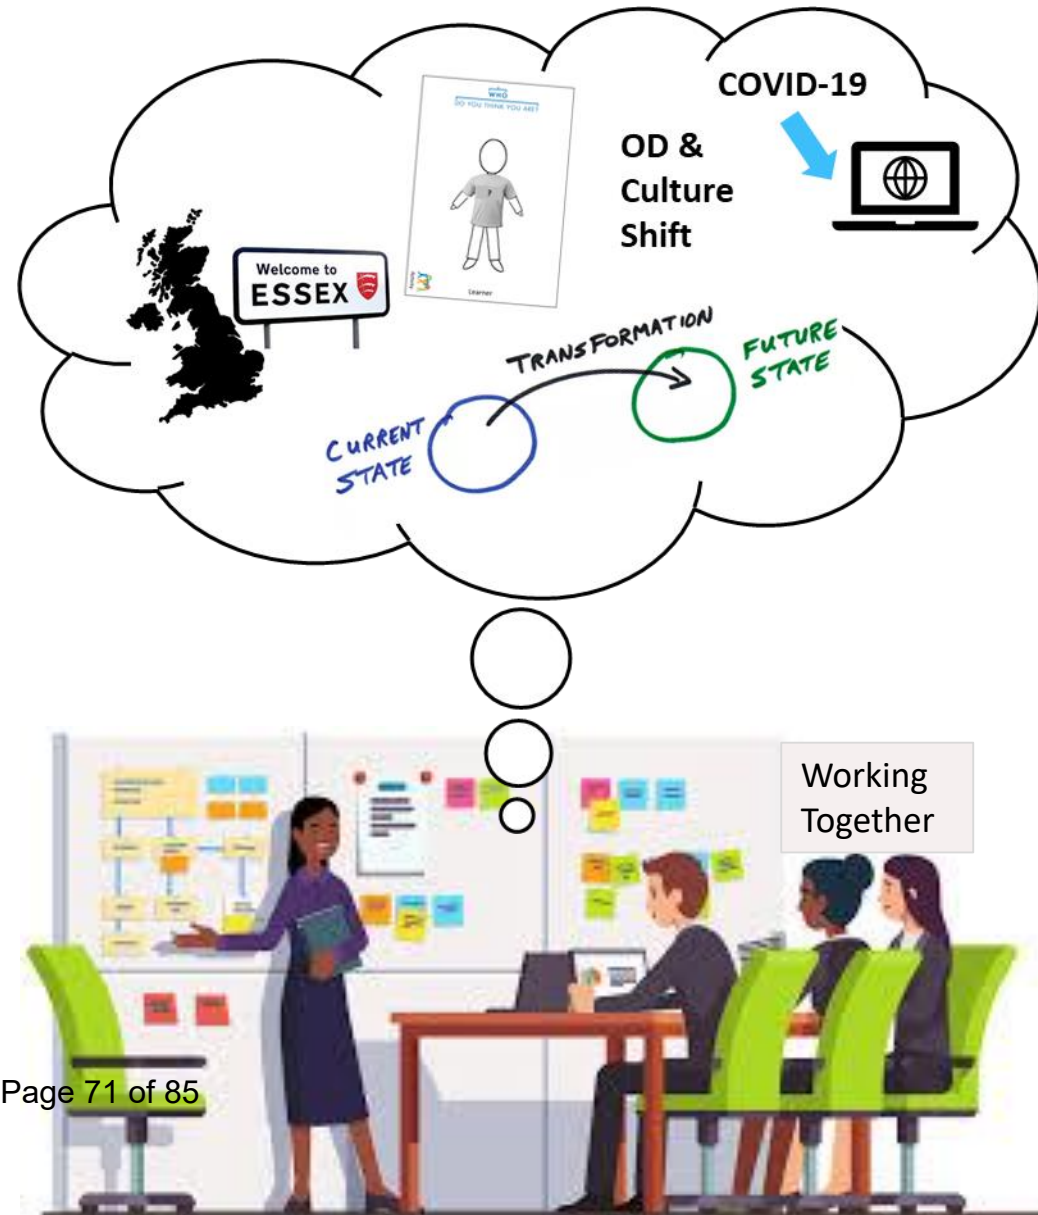 COVID-19
WHO
DO YOU THINK YOU ARE?
OD &
Culture
Shift
Welcome to
ESSEX
Learner
TRANSFORMATION
FUTURE
STATE
CURRENT
STATE
Working
Together
Page 71 of 85